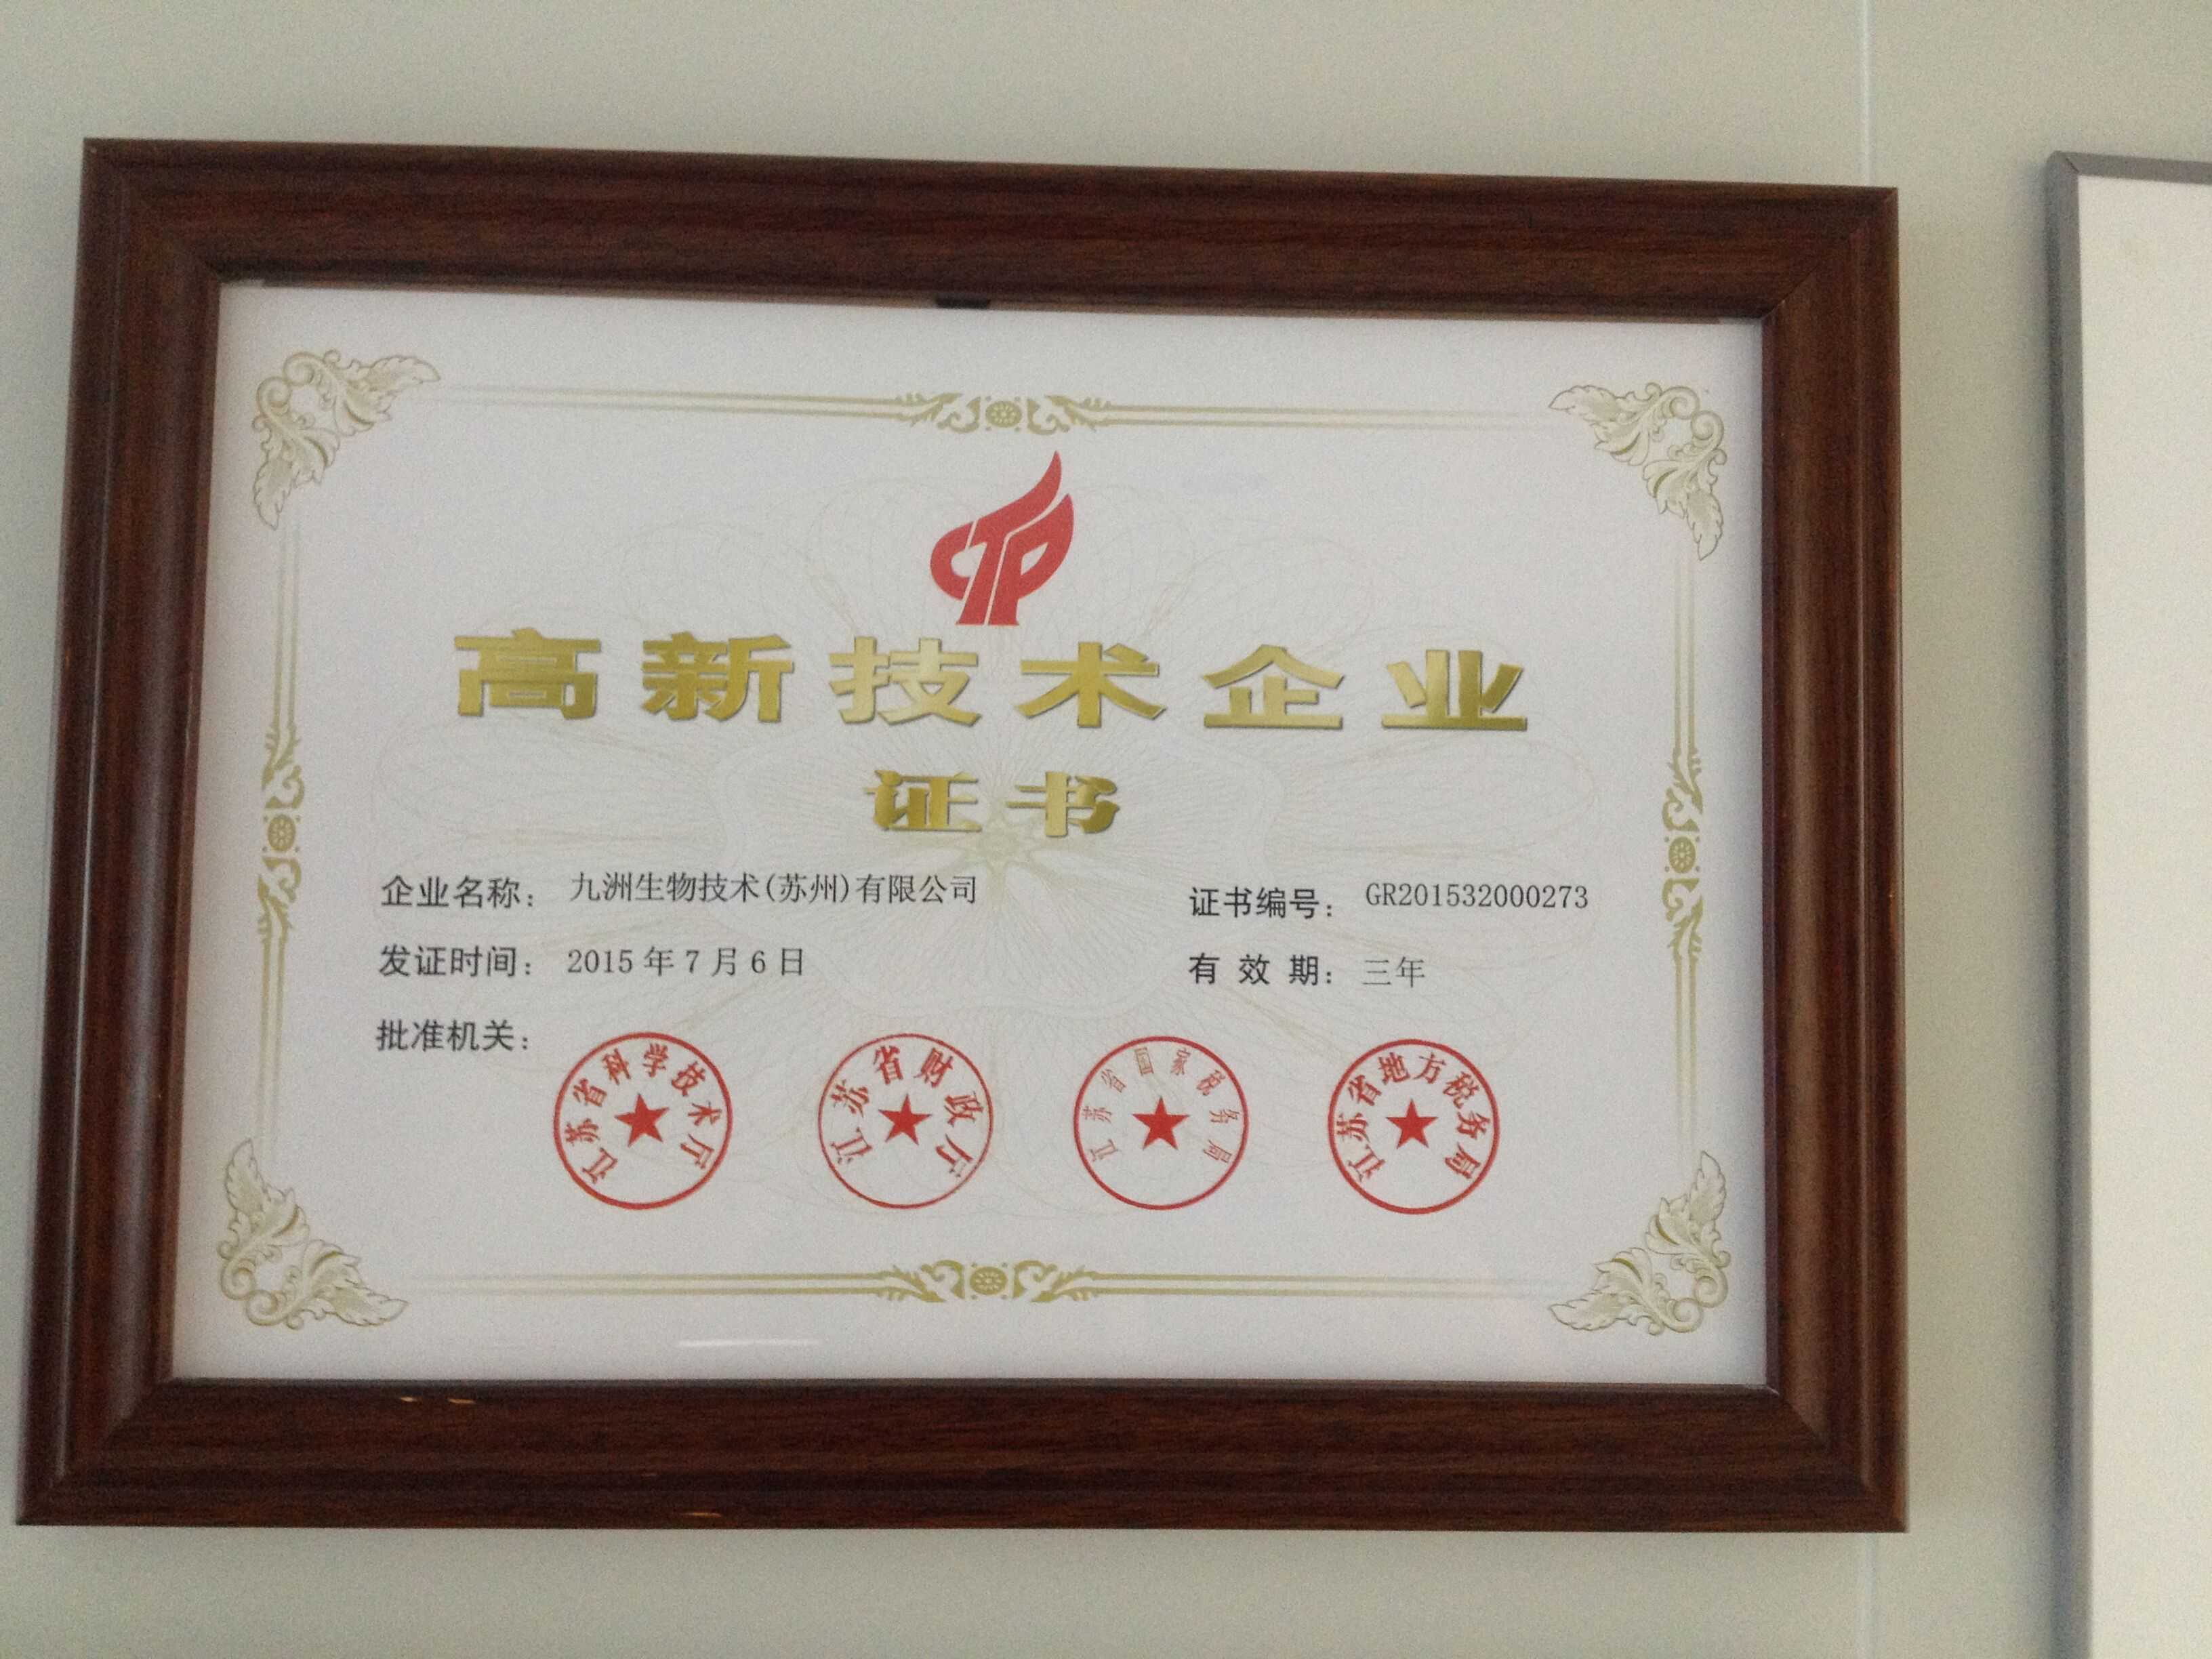 高新技术企业
证书
企业名称： 九洲生物技术(苏州)有限公司
证书编号： GR201532000273
发证时间： 2015年7月6日
有 效 期： 三年
批准机关：
江苏省科学技术厅
江苏省财政厅
江苏省国家税务局
江苏省地方税务局